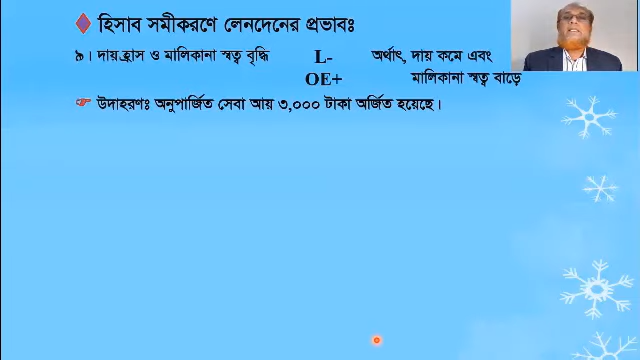 হিসাব সমীকরণে লেনদেনের প্রভাবঃ
৯। দায় হ্রাস ও মালিকানা স্বত্ব বৃদ্ধি L- অর্থাৎ, দায় কমে এবং
OE+ মালিকানা স্বত্ব বাড়ে
উদাহরণঃ অনুপার্জিত সেবা আয় ৩,০০০ টাকা অর্জিত হয়েছে।